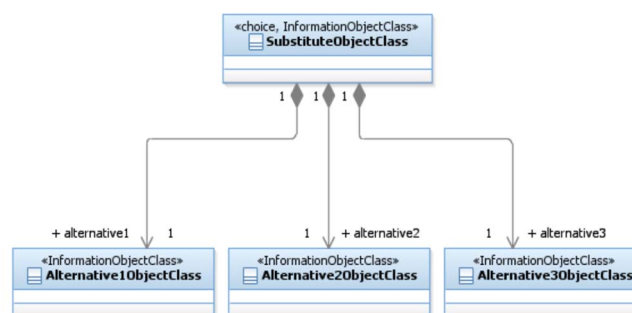 «choice, InformationObjectClass»
SubstituteObjectClass
1 1 1
+ alternative1 1 1 + alternative2 1 + alternative3
«InformationObjectClass» «InformationObjectClass» «InformationObjectClass»
Alternative1ObjectClass Alternative2ObjectClass Alternative3ObjectClass